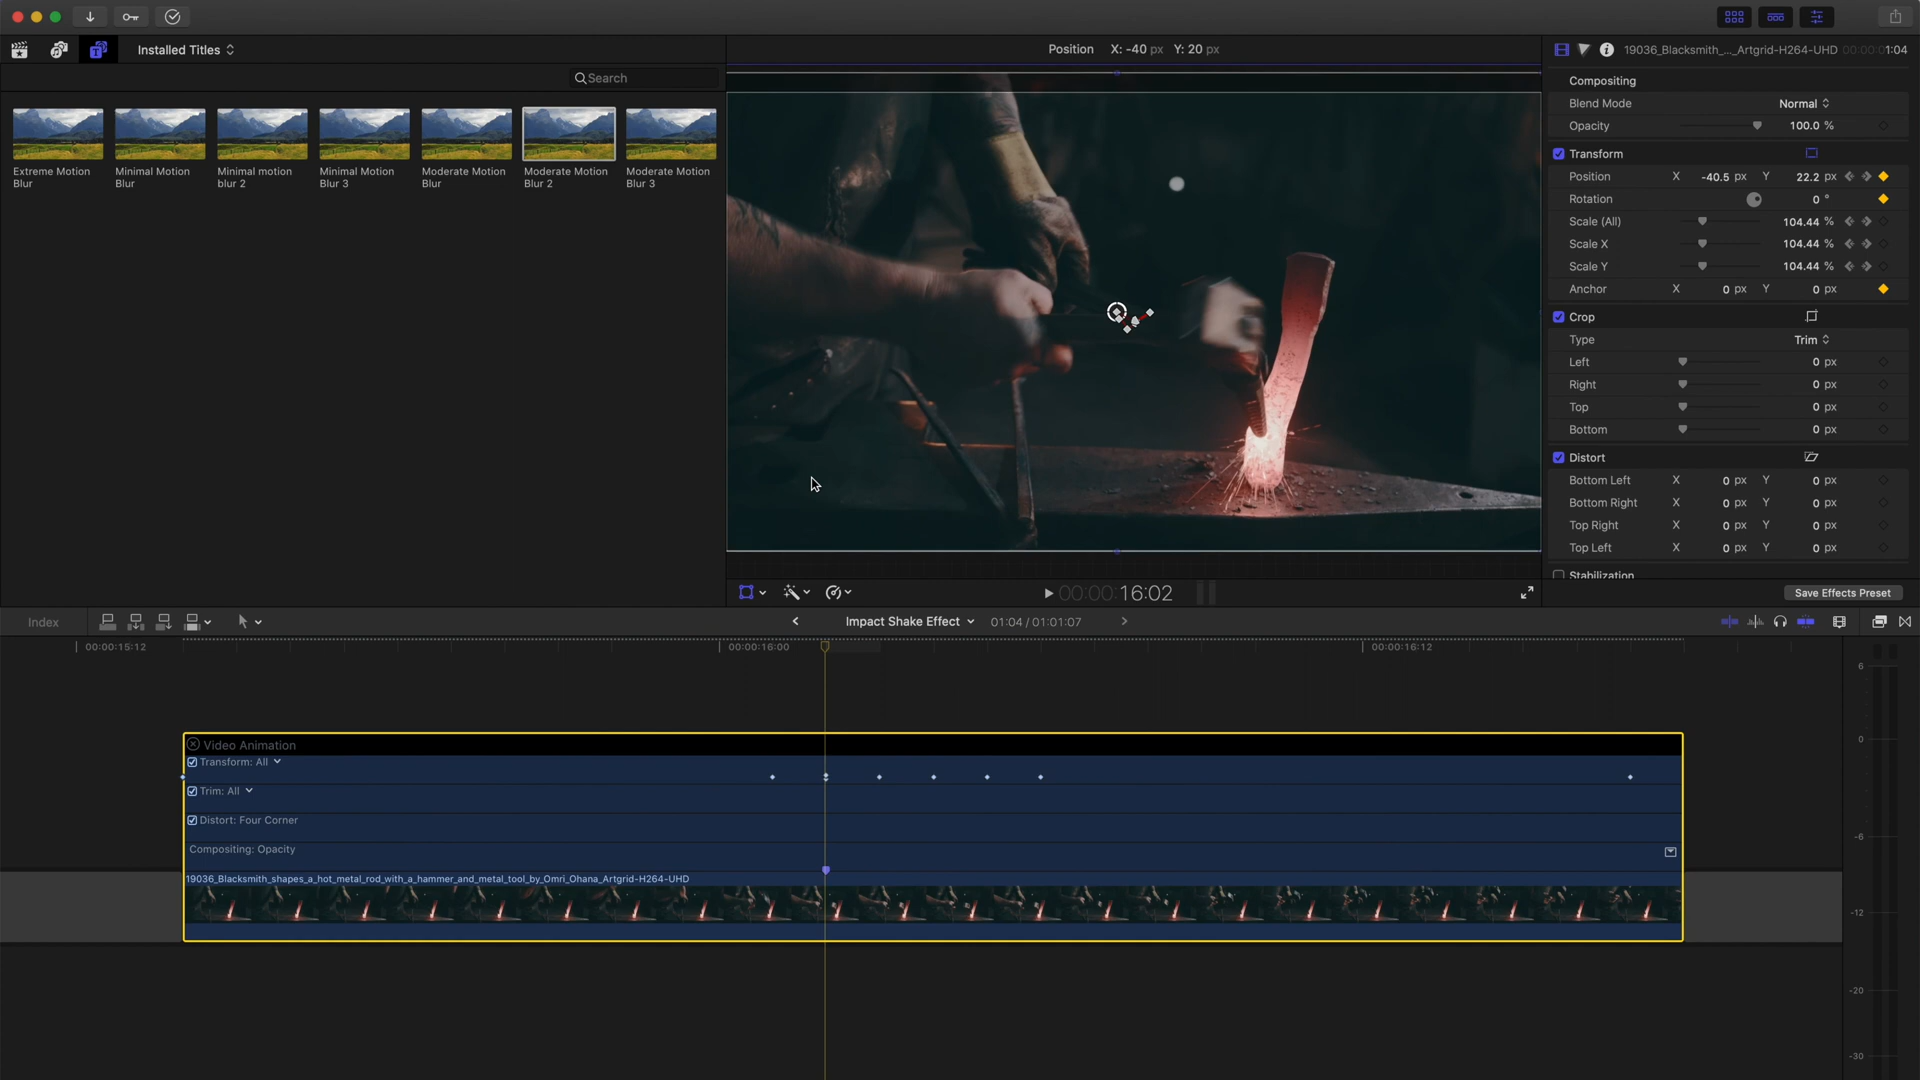 Installed Titles
Position X: -40 px Y: 20 px
19036_Blacksmith_..._Artgrid-H264-UHD 00:00:01:04
Search
Extreme Motion Blur
Minimal Motion Blur
Minimal motion blur 2
Minimal Motion Blur 3
Moderate Motion Blur
Moderate Motion Blur 2
Moderate Motion Blur 3
Compositing
Blend Mode Normal
Opacity 100.0 %
Transform
Position X -40.5 px Y 22.2 px
Rotation 0 °
Scale (All) 104.44 %
Scale X 104.44 %
Scale Y 104.44 %
Anchor X 0 px Y 0 px
Crop
Type Trim
Left 0 px
Right 0 px
Top 0 px
Bottom 0 px
Distort
Bottom Left X 0 px Y 0 px
Bottom Right X 0 px Y 0 px
Top Right X 0 px Y 0 px
Top Left X 0 px Y 0 px
Stabilization
00:00:16:02
Save Effects Preset
Index
Impact Shake Effect 01:04 / 01:01:07
00:00:15:12
00:00:16:00
00:00:16:12
6
0
-6
-12
-20
-30
Video Animation
Transform: All
Trim: All
Distort: Four Corner
Compositing: Opacity
19036_Blacksmith_shapes_a_hot_metal_rod_with_a_hammer_and_metal_tool_by_Omri_Ohana_Artgrid-H264-UHD